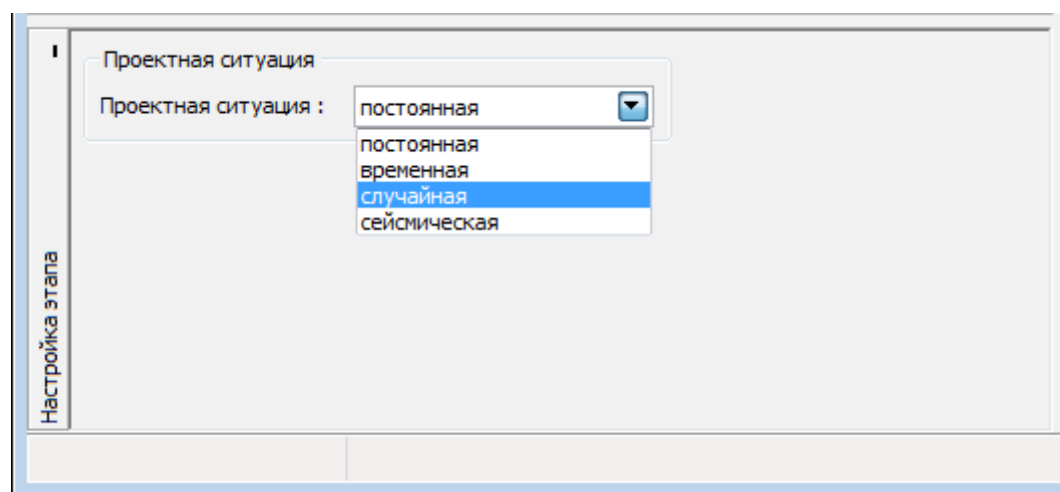 Проектная ситуация
Проектная ситуация : постоянная
постоянная
временная
случайная
сейсмическая
Настройка этапа